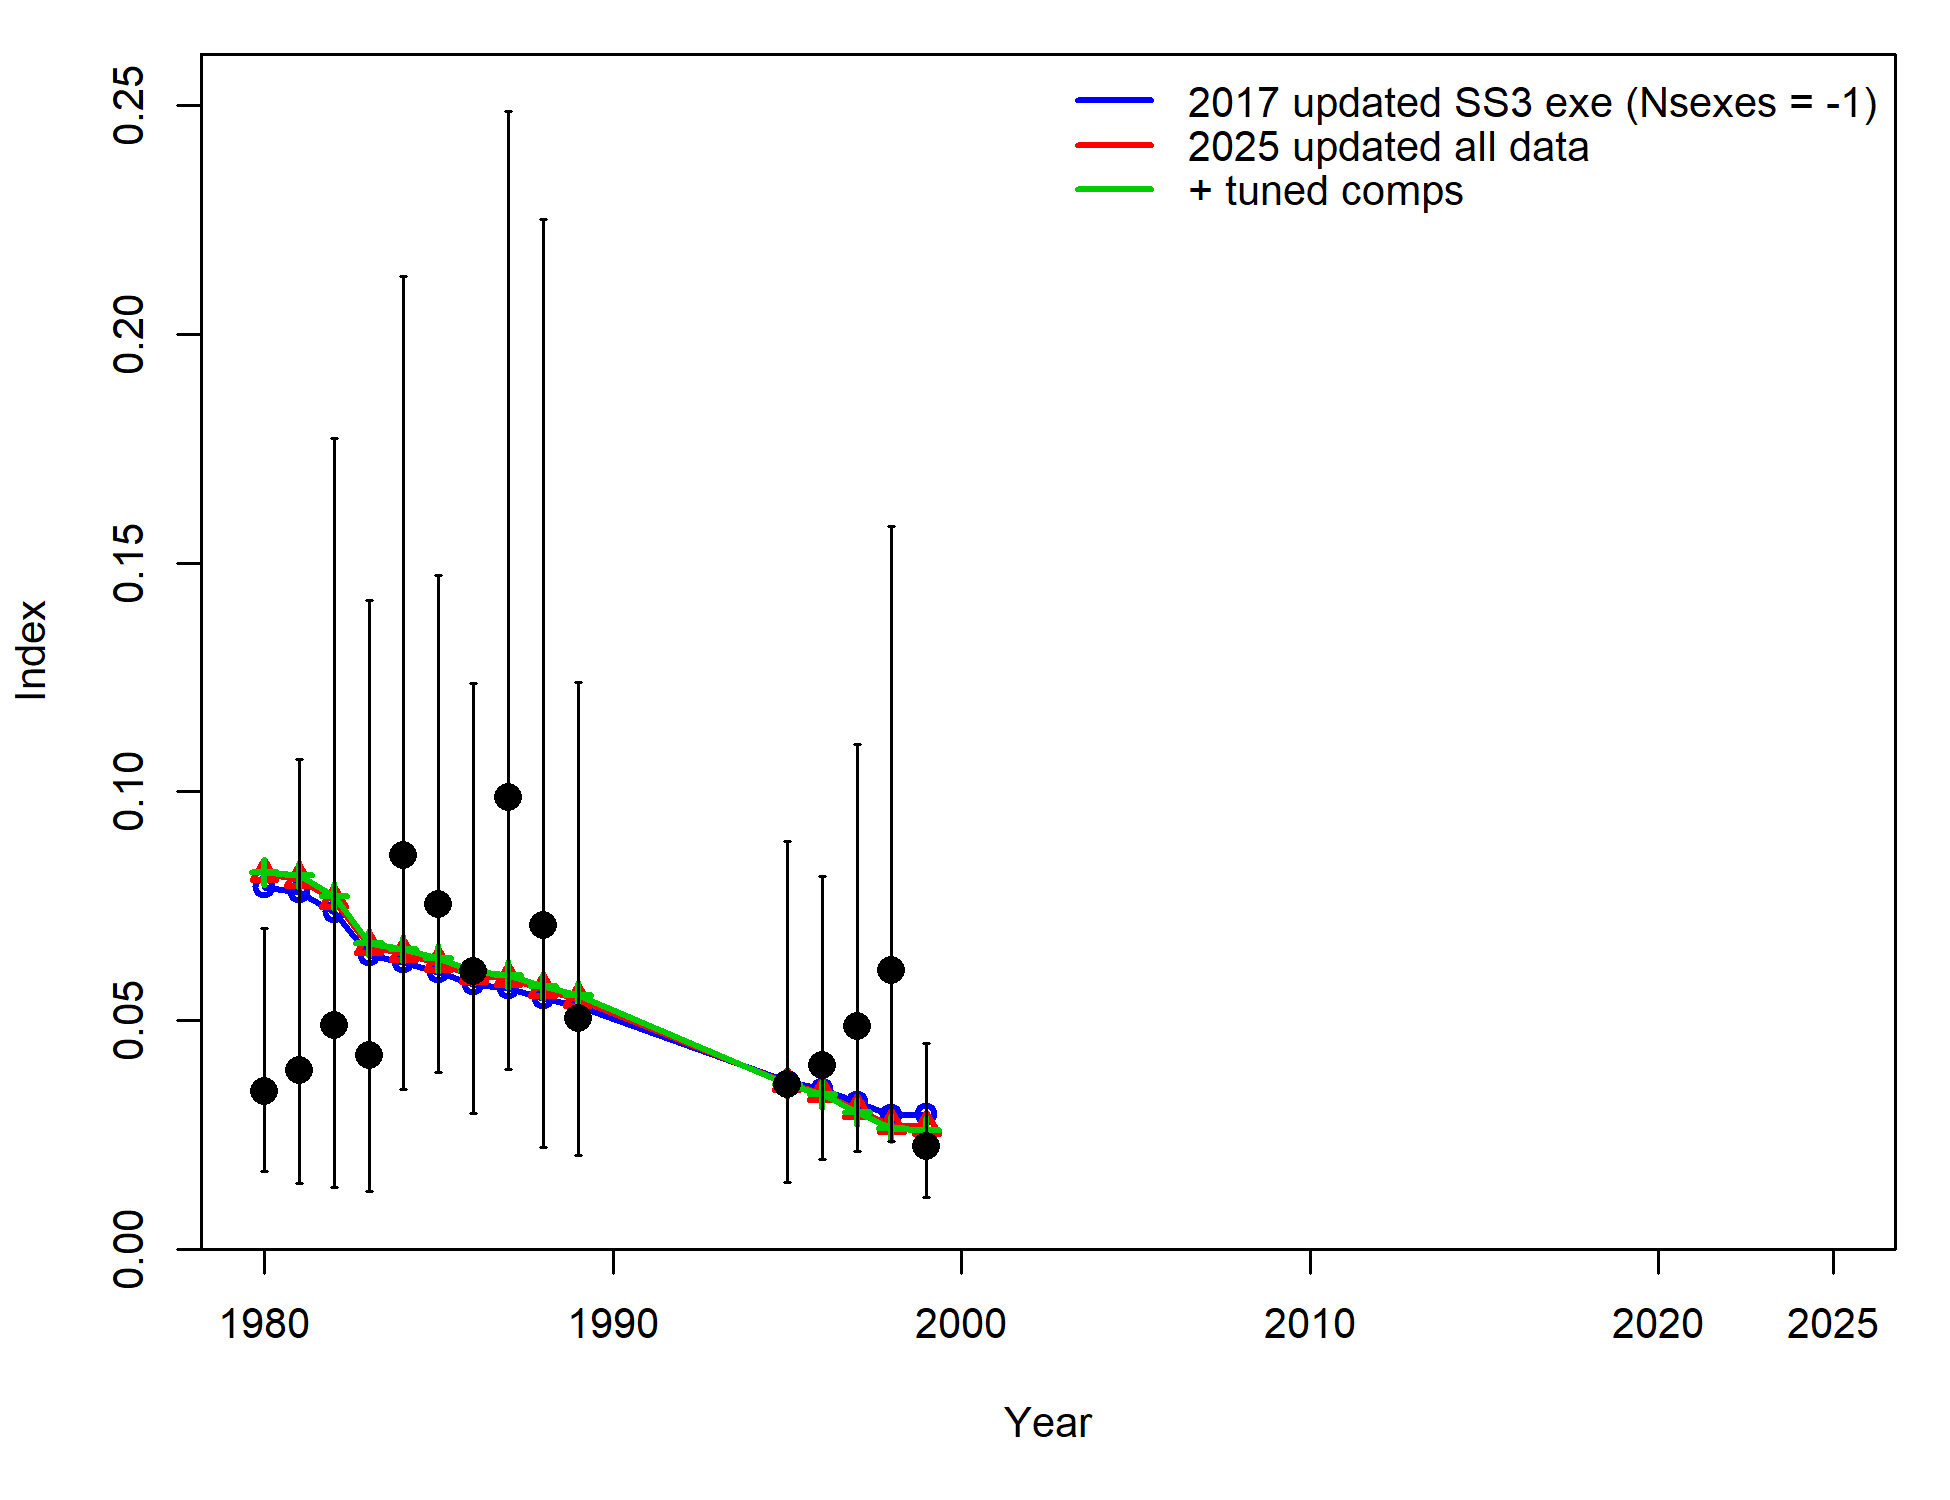 2017 updated SS3 exe (Nsexes = -1)
2025 updated all data
+ tuned comps
0.25
0.20
0.15
0.10
0.05
0.00
Index
1980 1990 2000 2010 2020 2025
Year